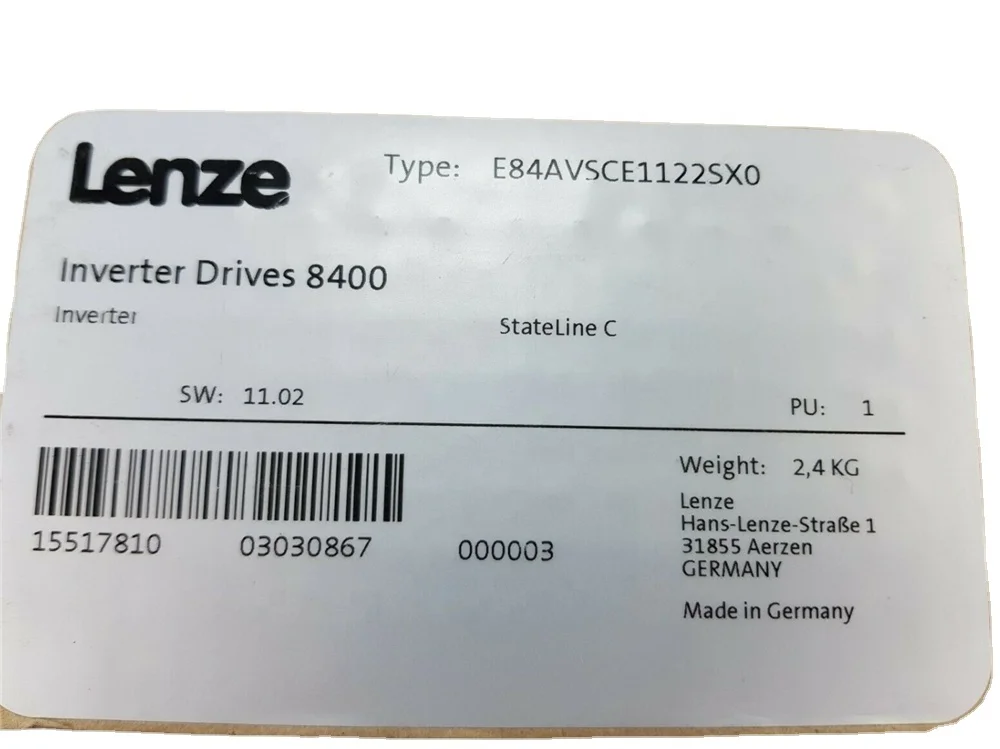 Lenze Type: E84AVSCE1122SX0
Inverter Drives 8400
Inverter StateLine C
SW: 11.02 PU: 1
15517810 03030867 000003
Weight: 2,4 KG
Lenze
Hans-Lenze-Straße 1
31855 Aerzen
GERMANY
Made in Germany